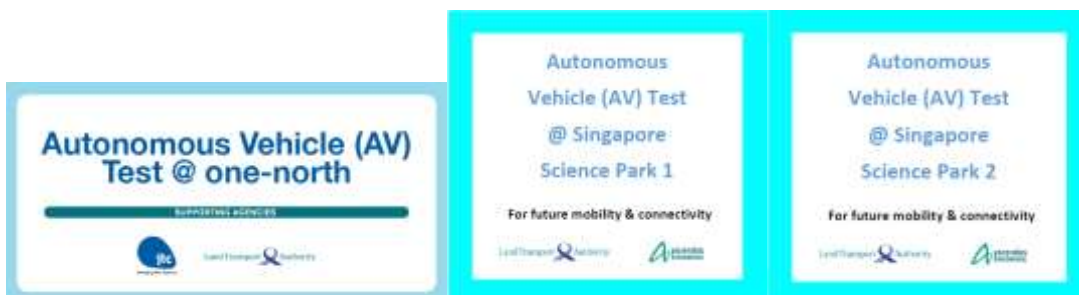 Autonomous Vehicle (AV)
Test @ one-north
SUPPORTING AGENCIES
jtc
Land Transport Authority
Autonomous
Vehicle (AV) Test
@ Singapore
Science Park 1
For future mobility & connectivity
Land Transport Authority
Autonomous
Vehicle (AV) Test
@ Singapore
Science Park 2
For future mobility & connectivity
Land Transport Authority